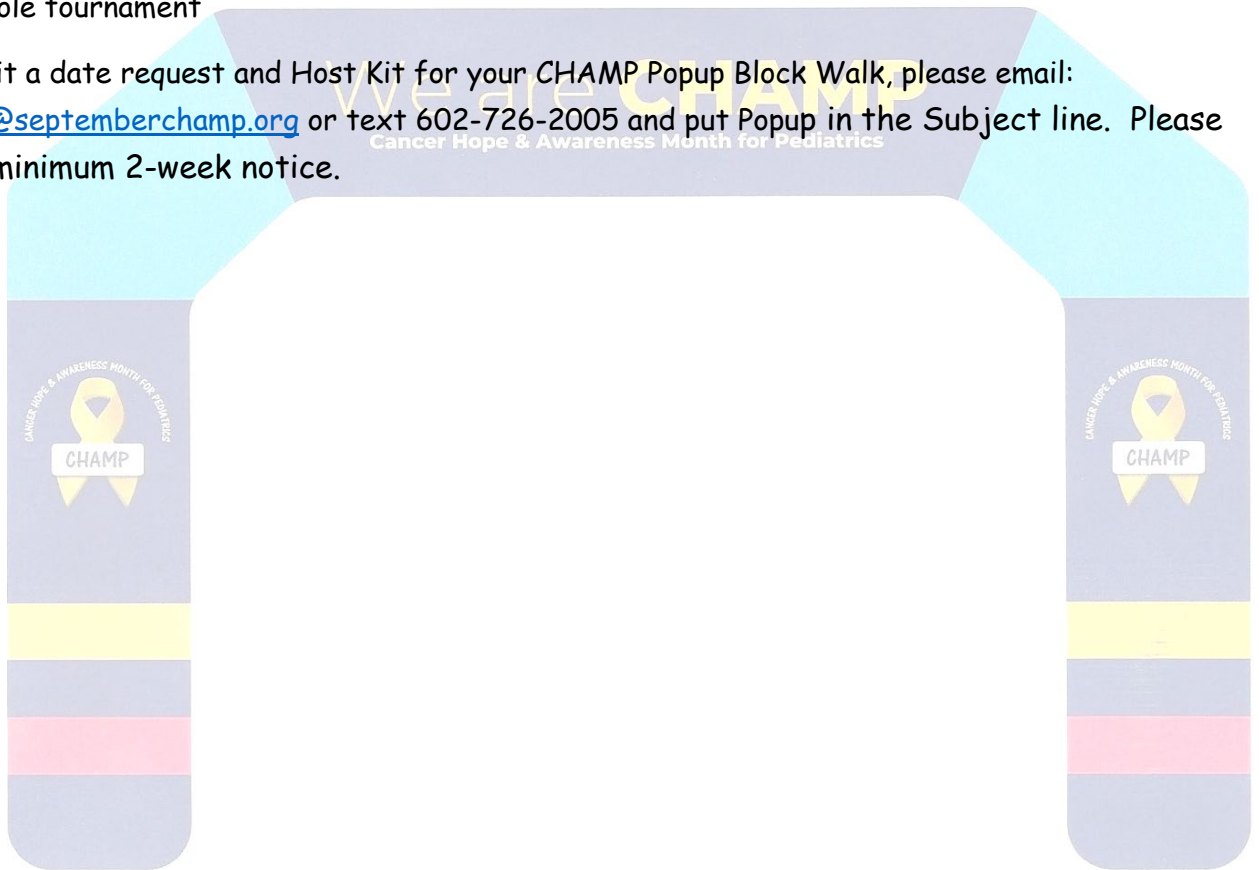 ole tournament
it a date request and Host Kit for your CHAMP Popup Block Walk, please email:
@septemberchamp.org or text 602-726-2005 and put Popup in the Subject line. Please
minimum 2-week notice.
We are CHAMP
Cancer Hope & Awareness Month for Pediatrics
CANCER HOPE & AWARENESS MONTH FOR PEDIATRICS
CHAMP
CANCER HOPE & AWARENESS MONTH FOR PEDIATRICS
CHAMP